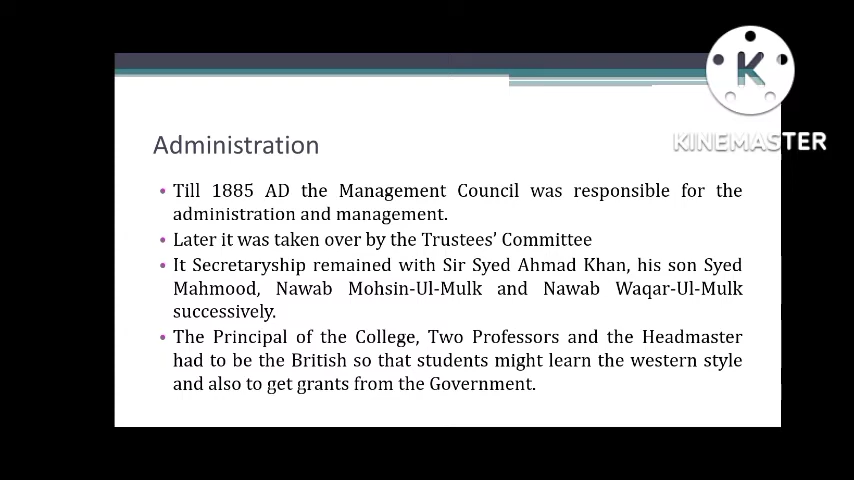 K
KINEMASTER
Administration
• Till 1885 AD the Management Council was responsible for the
administration and management.
• Later it was taken over by the Trustees’ Committee
• It Secretaryship remained with Sir Syed Ahmad Khan, his son Syed
Mahmood, Nawab Mohsin-Ul-Mulk and Nawab Waqar-Ul-Mulk
successively.
• The Principal of the College, Two Professors and the Headmaster
had to be the British so that students might learn the western style
and also to get grants from the Government.